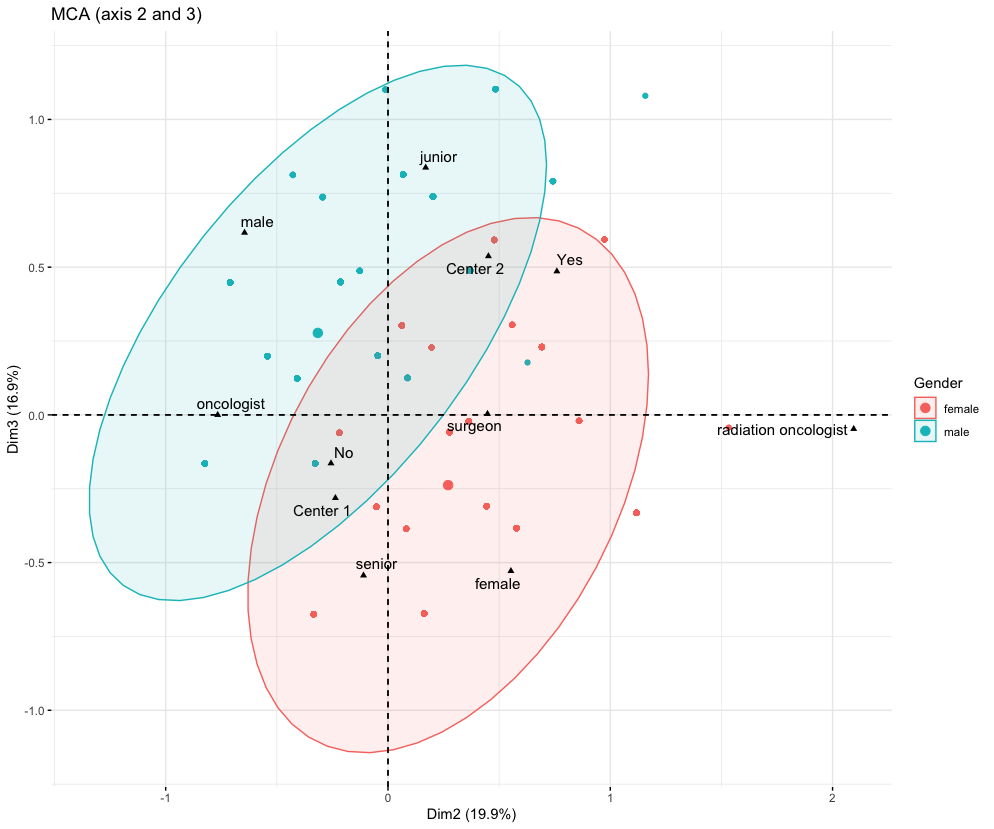 MCA (axis 2 and 3)
1.0
0.5
0.0
-0.5
-1.0
Dim3 (16.9%)
junior
male
Center 2
Yes
oncologist
surgeon
radiation oncologist
No
Center 1
senior
female
-1
0
1
2
Dim2 (19.9%)
Gender
female
male